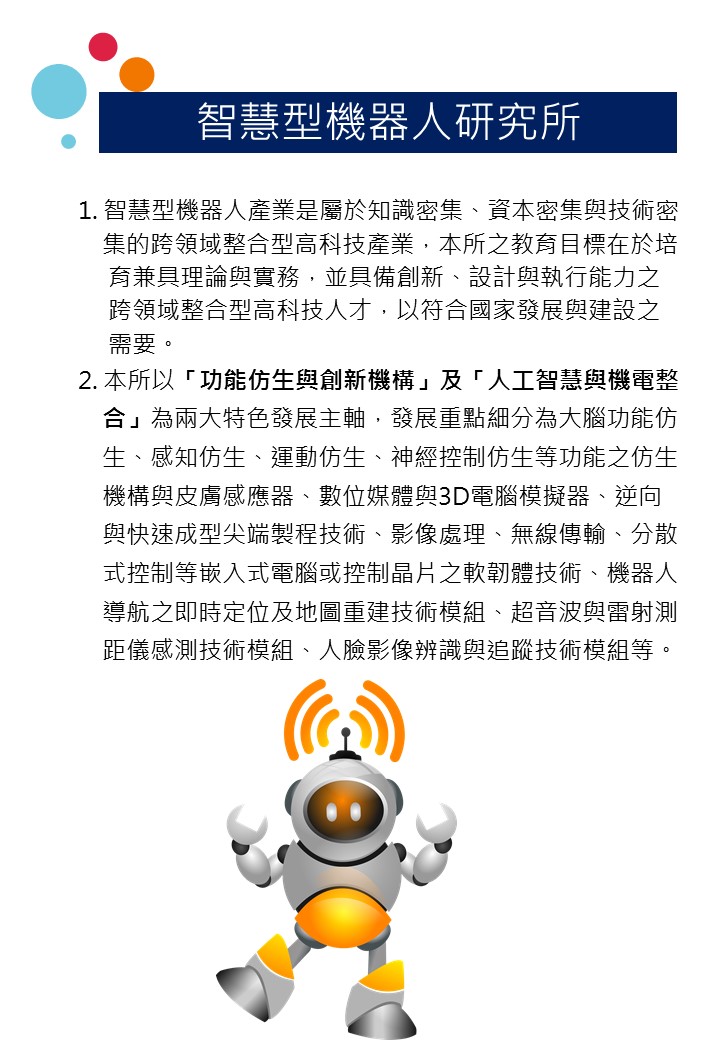 智慧型機器人研究所
1. 智慧型機器人產業是屬於知識密集、資本密集與技術密
集的跨領域整合型高科技產業，本所之教育目標在於培
育兼具理論與實務，並具備創新、設計與執行能力之
跨領域整合型高科技人才，以符合國家發展與建設之
需要。
2. 本所以「功能仿生與創新機構」及「人工智慧與機電整
合」為兩大特色發展主軸，發展重點細分為大腦功能仿
生、感知仿生、運動仿生、神經控制仿生等功能之仿生
機構與皮膚感應器、數位媒體與3D電腦模擬器、逆向
與快速成型尖端製程技術、影像處理、無線傳輸、分散
式控制等嵌入式電腦或控制晶片之軟韌體技術、機器人
導航之即時定位及地圖重建技術模組、超音波與雷射測
距儀感測技術模組、人臉影像辨識與追蹤技術模組等。